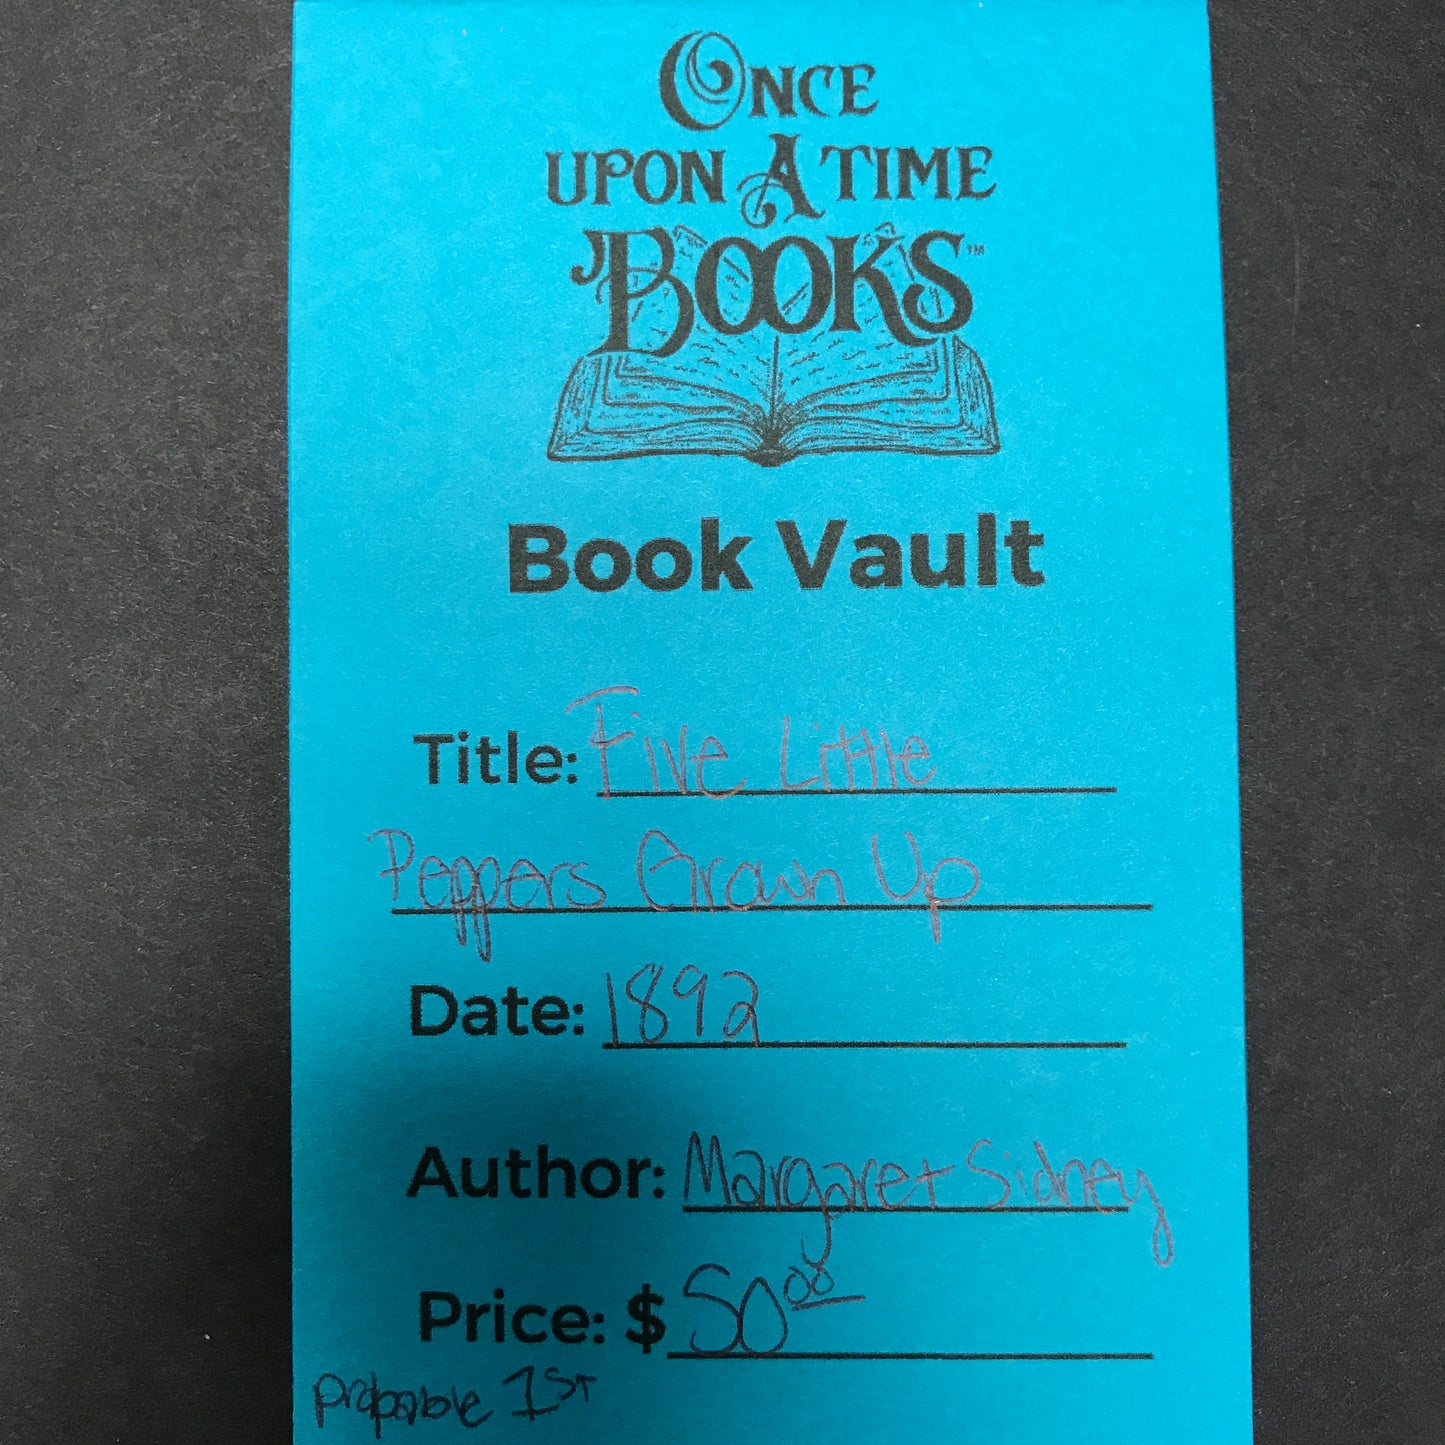 ONCE
UPON A TIME
BOOKS™
Book Vault
Title: Five Little
Peppers Grown Up
Date: 1892
Author: Margaret Sidney
Price: $50.00
probable 1ST